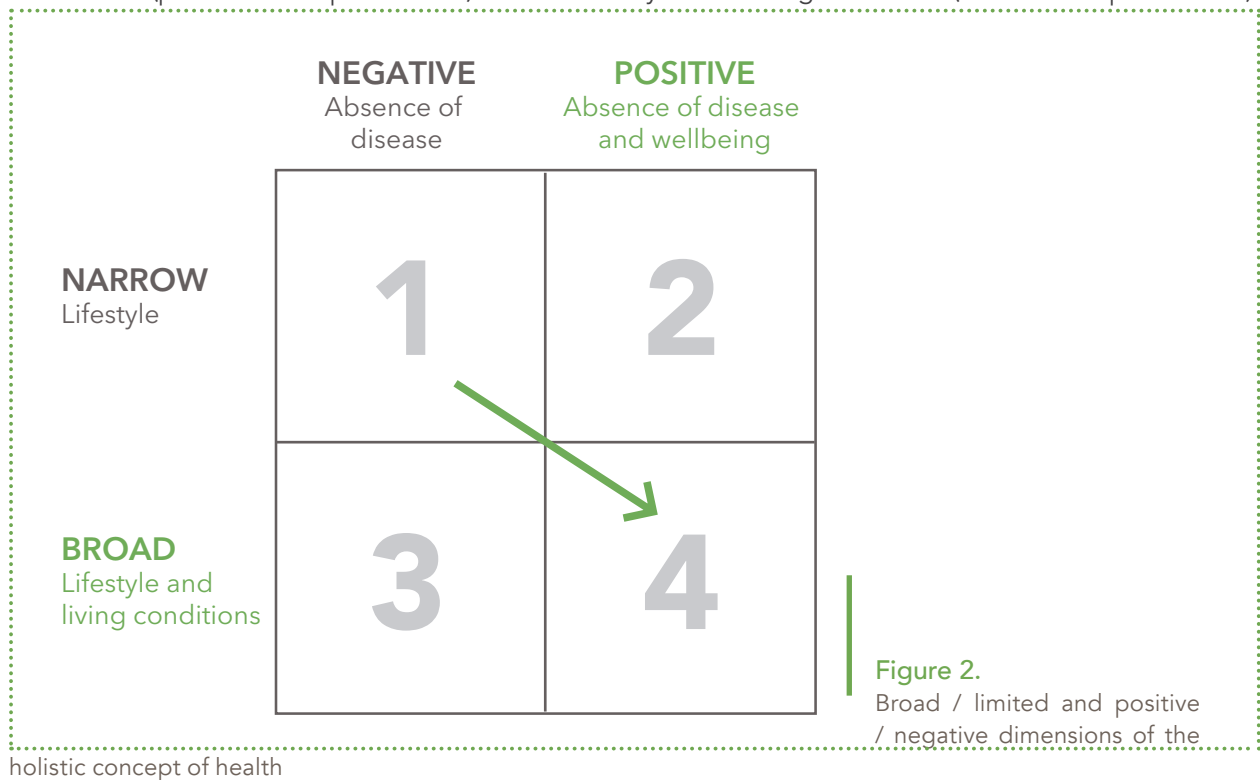 NEGATIVE
Absence of
disease
POSITIVE
Absence of disease
and wellbeing
NARROW
Lifestyle
1
2
BROAD
Lifestyle and
living conditions
3
4
Figure 2.
Broad / limited and positive
/ negative dimensions of the
holistic concept of health